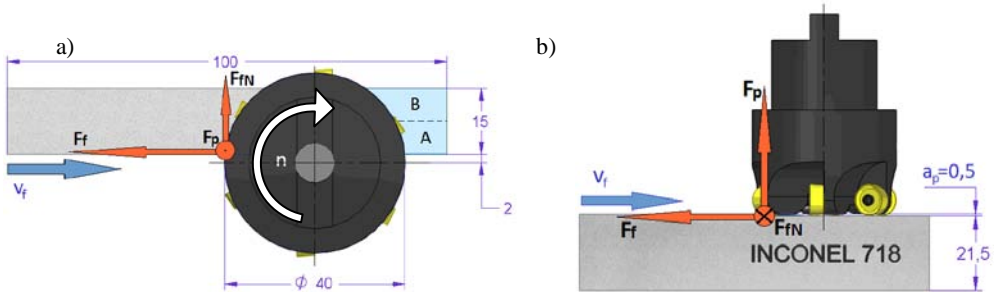 a)
100
FfN
B
15
Ff
Fp
A
n
vf
2
ϕ 40
b)
Fp
vf
ap=0,5
Ff
FfN
INCONEL 718
21,5